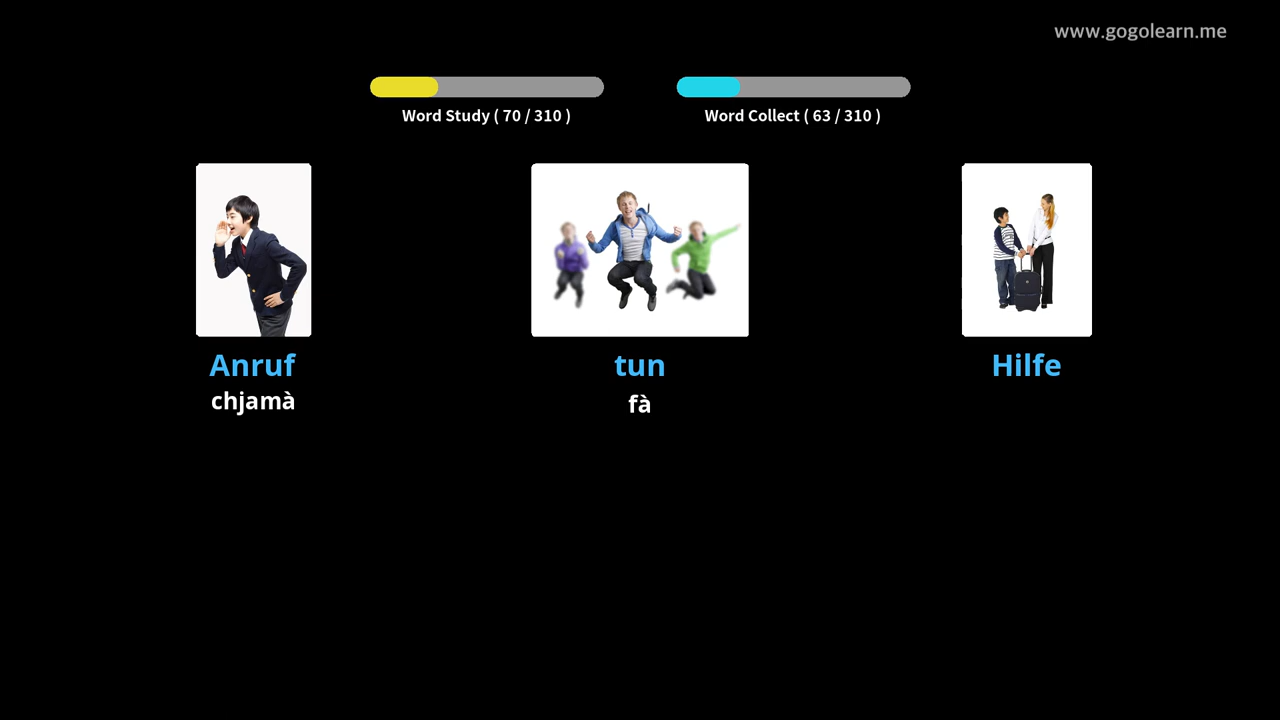 www.gogolearn.me
Word Study ( 70 / 310 )
Word Collect ( 63 / 310 )
Anruf
chjamà
tun
fà
Hilfe